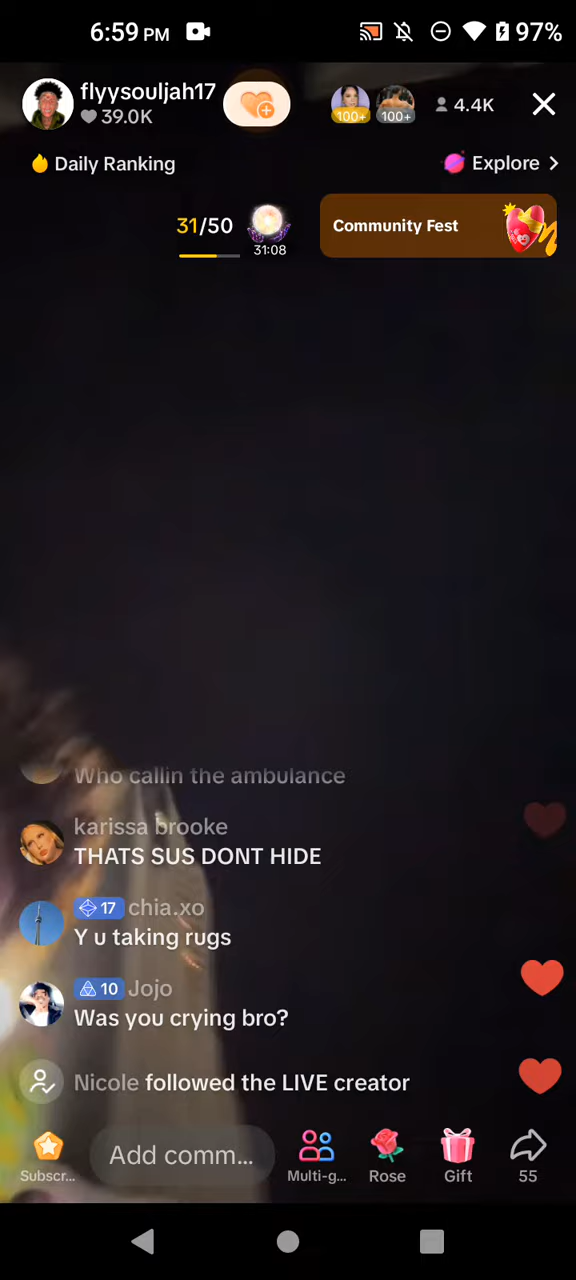 6:59 PM
97%
flyysouljah17
39.0K
100+
100+
4.4K
Daily Ranking
Explore
31/50
31:08
Community Fest
Who callin the ambulance
karissa brooke
THATS SUS DONT HIDE
17 chia.xo
Y u taking rugs
10 Jojo
Was you crying bro?
Nicole followed the LIVE creator
Subscr...
Add comm...
Multi-g...
Rose
Gift
55